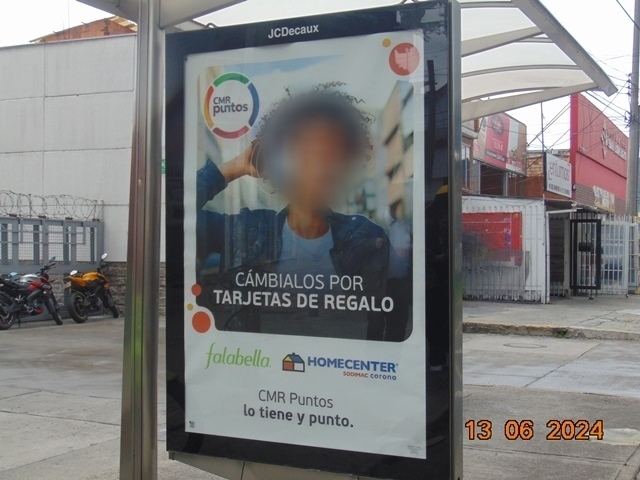 JCDecaux
CMR
puntos
CÁMBIALOS POR
TARJETAS DE REGALO
falabella.
HOMECENTER
SODIMAC corona
CMR Puntos
lo tiene y punto.
13 06 2024